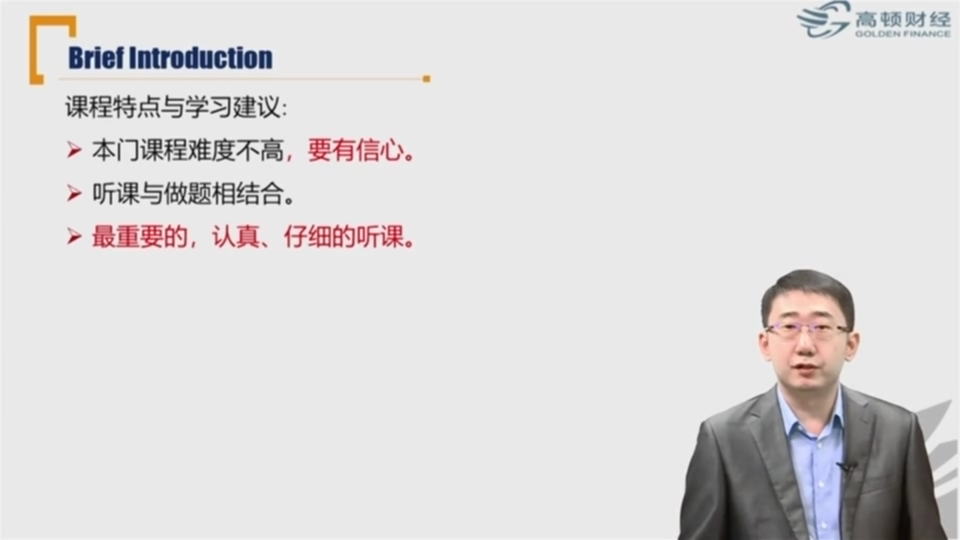 高顿财经
GOLDEN FINANCE
Brief Introduction
课程特点与学习建议:
本门课程难度不高，要有信心。
听课与做题相结合。
最重要的，认真、仔细的听课。